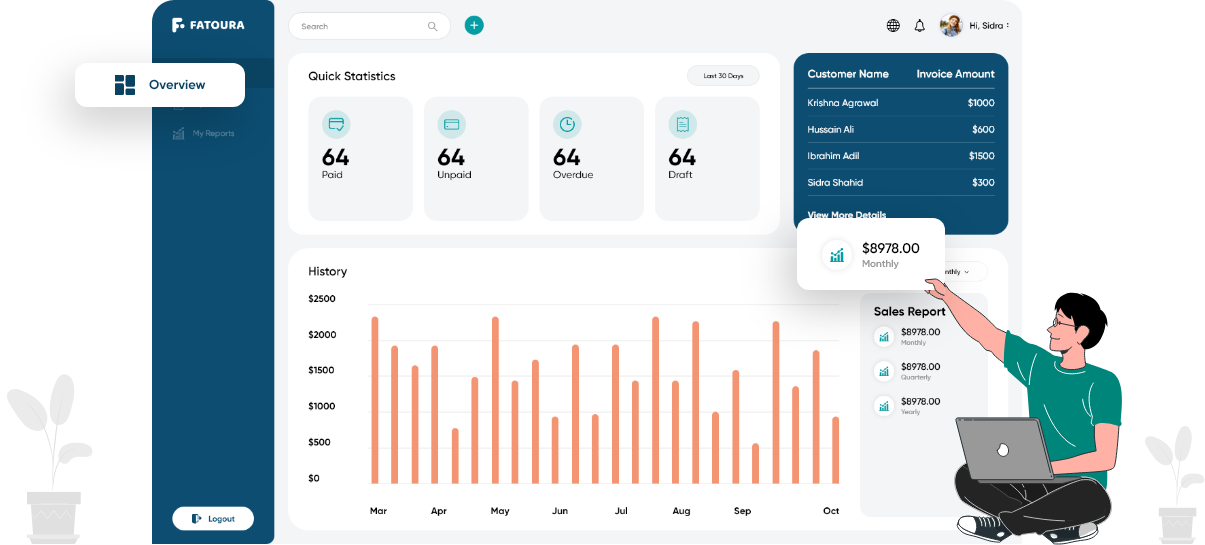 FATOURA
Search
+
Hi, Sidra
Overview
My Reports
Logout
Quick Statistics
Last 30 Days
64
Paid
64
Unpaid
64
Overdue
64
Draft
Customer Name Invoice Amount
Krishna Agrawal $1000
Hussain Ali $600
Ibrahim Adil $1500
Sidra Shahid $300
View More Details
$8978.00
Monthly
History
$2500
$2000
$1500
$1000
$500
$0
Mar Apr May Jun Jul Aug Sep Oct
Sales Report
$8978.00
Monthly
$8978.00
Quarterly
$8978.00
Yearly